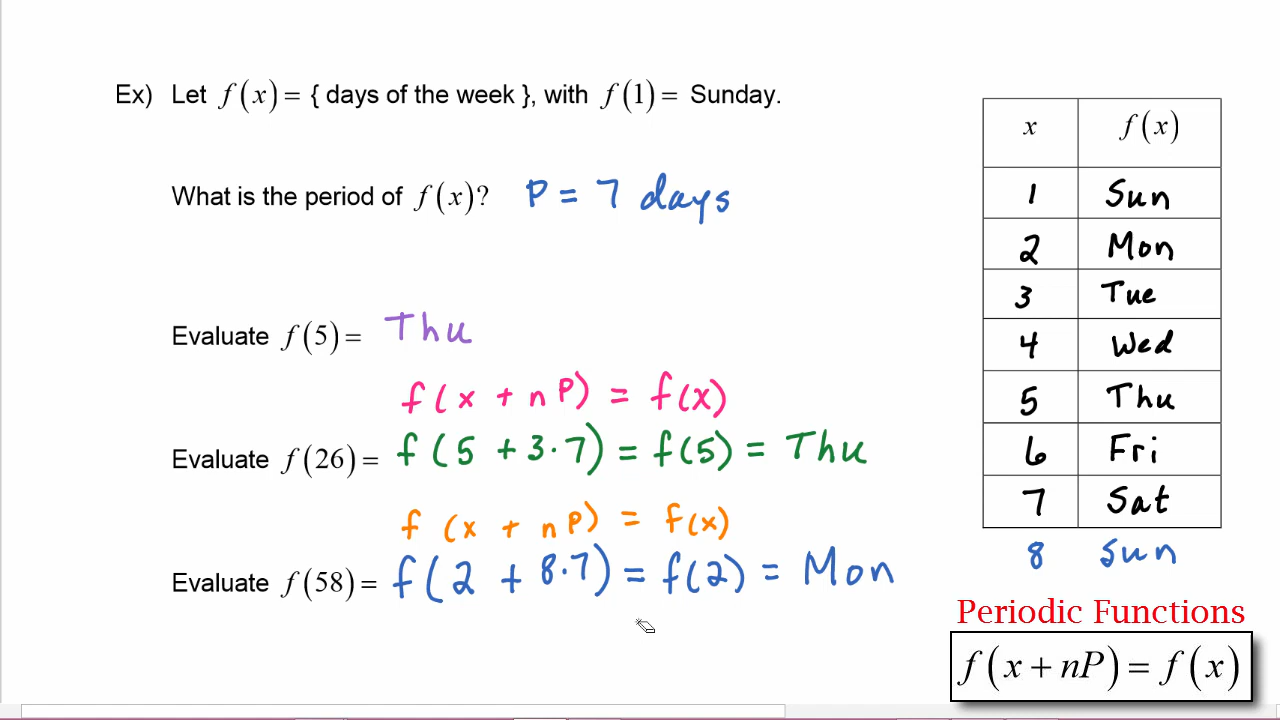 Ex) Let f(x) = { days of the week }, with f(1) = Sunday.
What is the period of f(x)? P = 7 days
Evaluate f(5) = Thu
f(x + nP) = f(x)
Evaluate f(26) = f(5 + 3·7) = f(5) = Thu
f(x + nP) = f(x)
Evaluate f(58) = f(2 + 8·7) = f(2) = Mon
x f(x)
1 Sun
2 Mon
3 Tue
4 Wed
5 Thu
6 Fri
7 Sat
8 Sun
Periodic Functions
f(x + nP) = f(x)